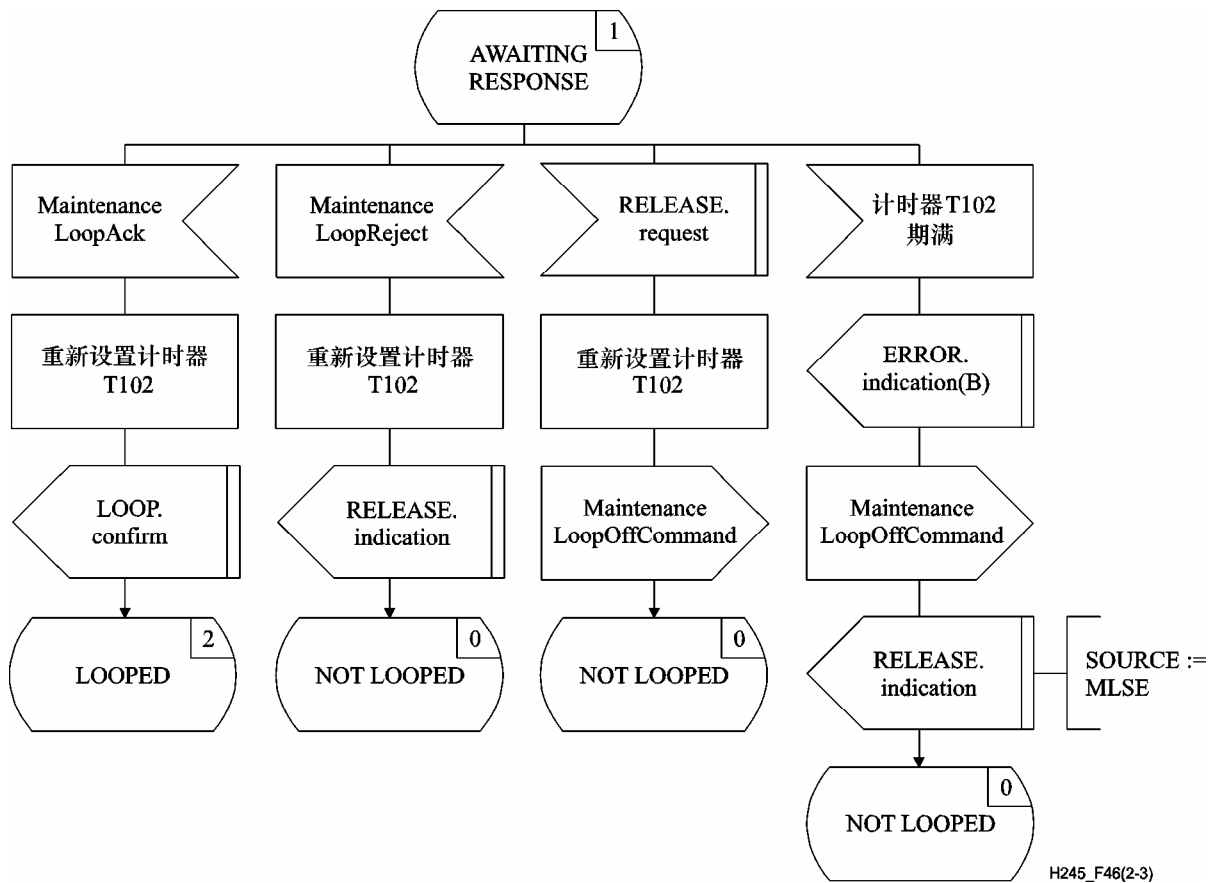 1
AWAITING
RESPONSE
Maintenance
LoopAck
Maintenance
LoopReject
RELEASE.
request
计时器T102
期满
重新设置计时器
T102
重新设置计时器
T102
重新设置计时器
T102
ERROR.
indication(B)
LOOP.
confirm
RELEASE.
indication
Maintenance
LoopOffCommand
Maintenance
LoopOffCommand
2
LOOPED
0
NOT LOOPED
0
NOT LOOPED
RELEASE.
indication
SOURCE :=
MLSE
0
NOT LOOPED
H245_F46(2-3)